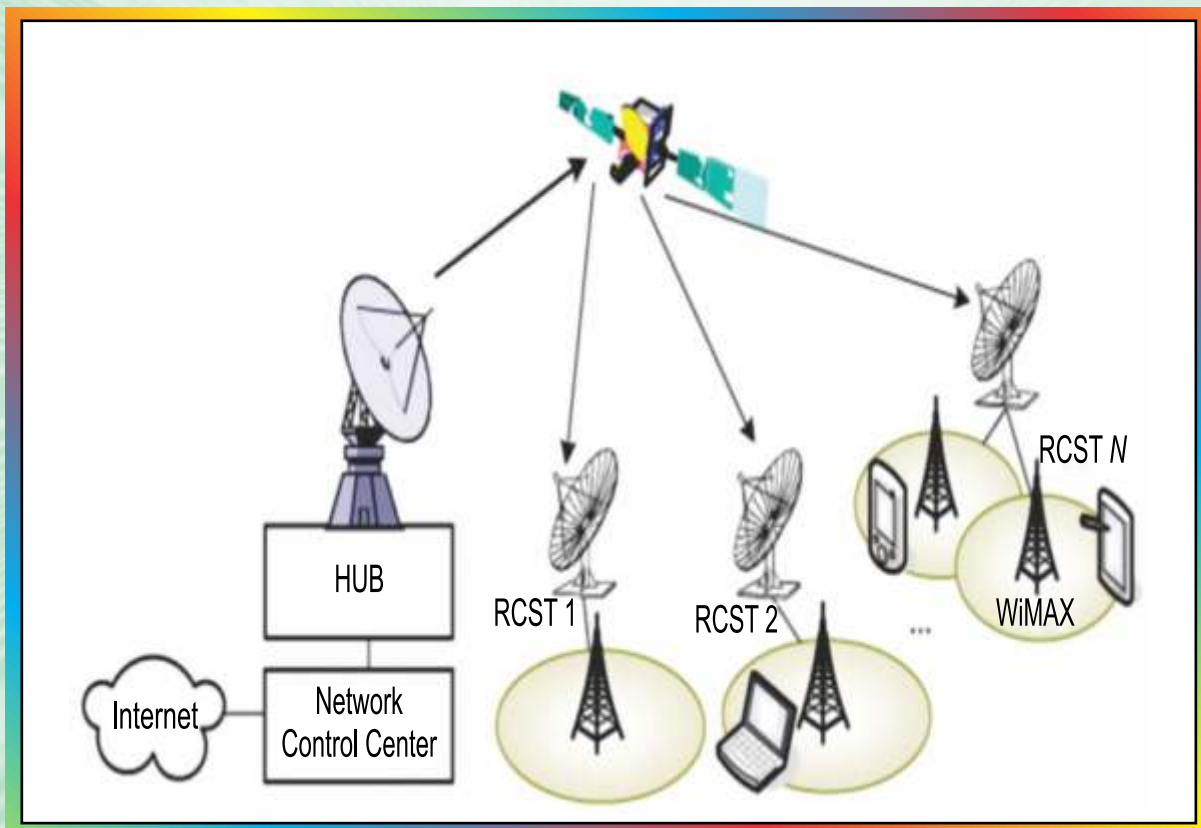 RCST N
HUB
RCST 1
RCST 2
...
WiMAX
Internet
Network
Control Center